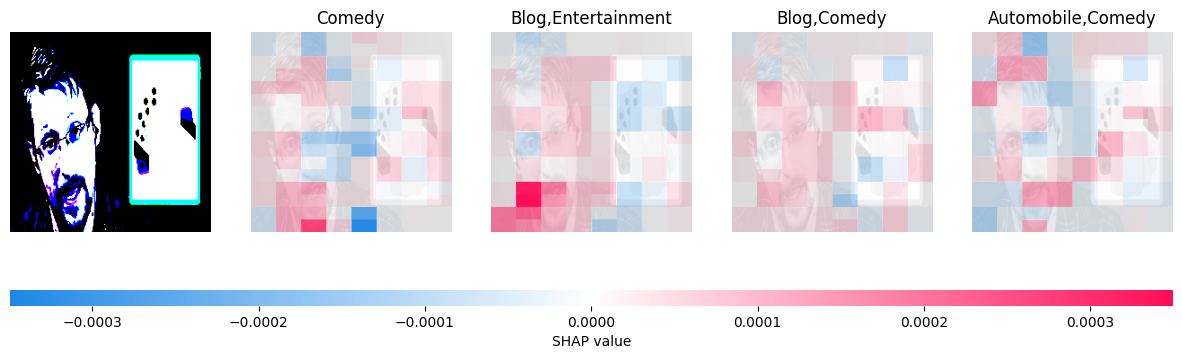 Comedy
Blog,Entertainment
Blog,Comedy
Automobile,Comedy
−0.0003 −0.0002 −0.0001 0.0000 0.0001 0.0002 0.0003
SHAP value